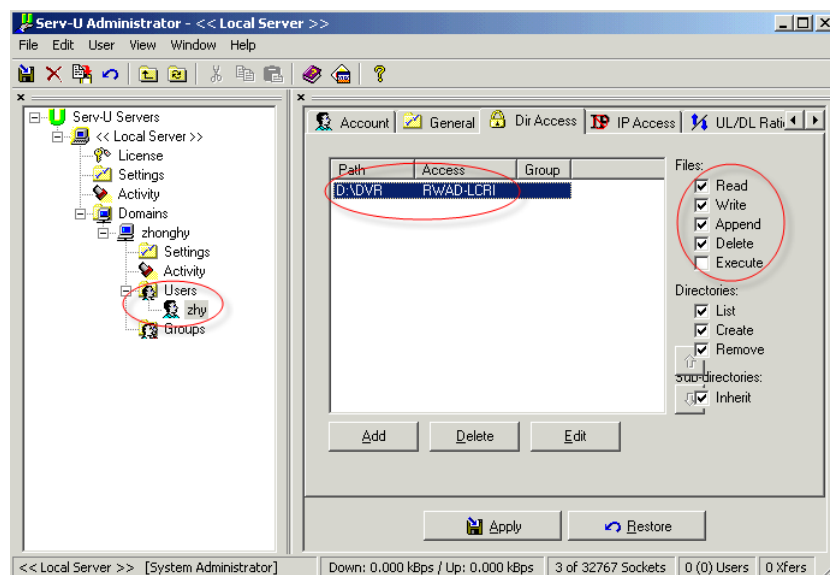 Serv-U Administrator - << Local Server >>
File Edit User View Window Help
Serv-U Servers
<< Local Server >>
License
Settings
Activity
Domains
zhonghy
Settings
Activity
Users
zhy
Groups
Account General Dir Access IP Access UL/DL Rati
Path Access Group
D:\DVR RWAD-LCRI
Files:
Read
Write
Append
Delete
Execute
Directories:
List
Create
Remove
Sub-directories:
Inherit
Add Delete Edit
Apply Restore
<< Local Server >> [System Administrator] Down: 0.000 kBps / Up: 0.000 kBps 3 of 32767 Sockets 0 (0) Users 0 Xfers